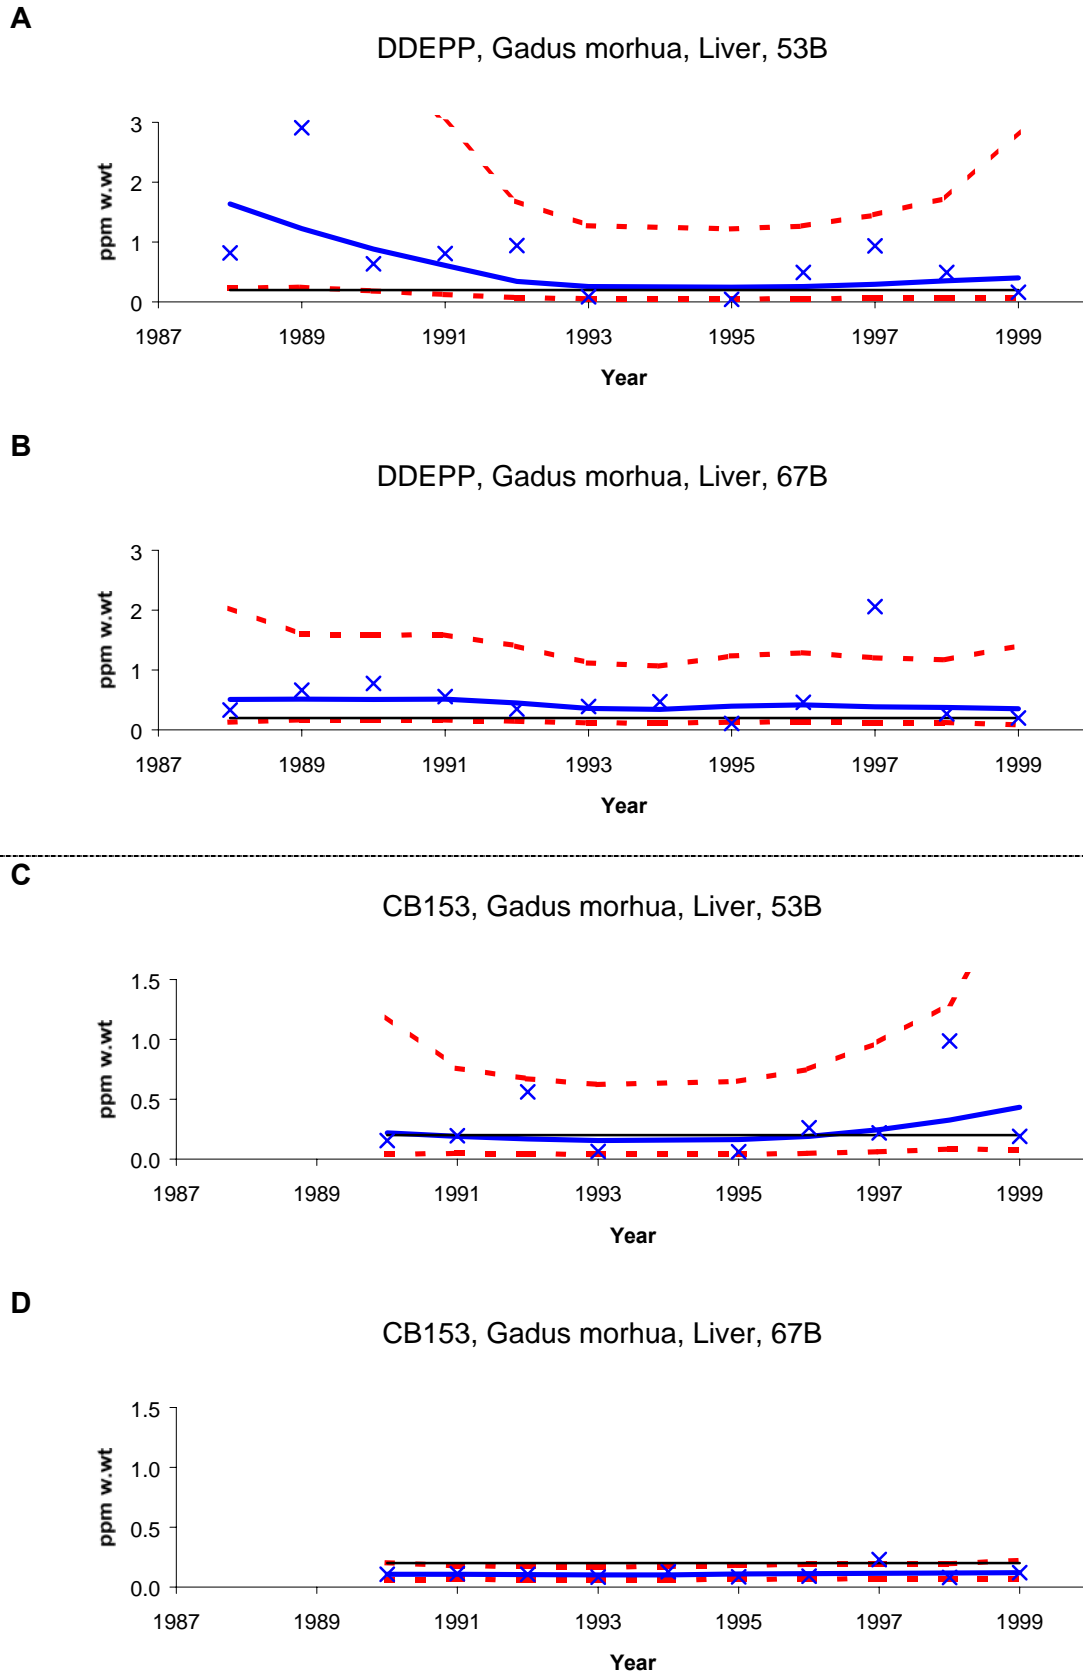 A
DDEPP, Gadus morhua, Liver, 53B
ppm w.wt
3
2
1
0
1987 1989 1991 1993 1995 1997 1999
Year
B
DDEPP, Gadus morhua, Liver, 67B
ppm w.wt
3
2
1
0
1987 1989 1991 1993 1995 1997 1999
Year
C
CB153, Gadus morhua, Liver, 53B
ppm w.wt
1.5
1.0
0.5
0.0
1987 1989 1991 1993 1995 1997 1999
Year
D
CB153, Gadus morhua, Liver, 67B
ppm w.wt
1.5
1.0
0.5
0.0
1987 1989 1991 1993 1995 1997 1999
Year